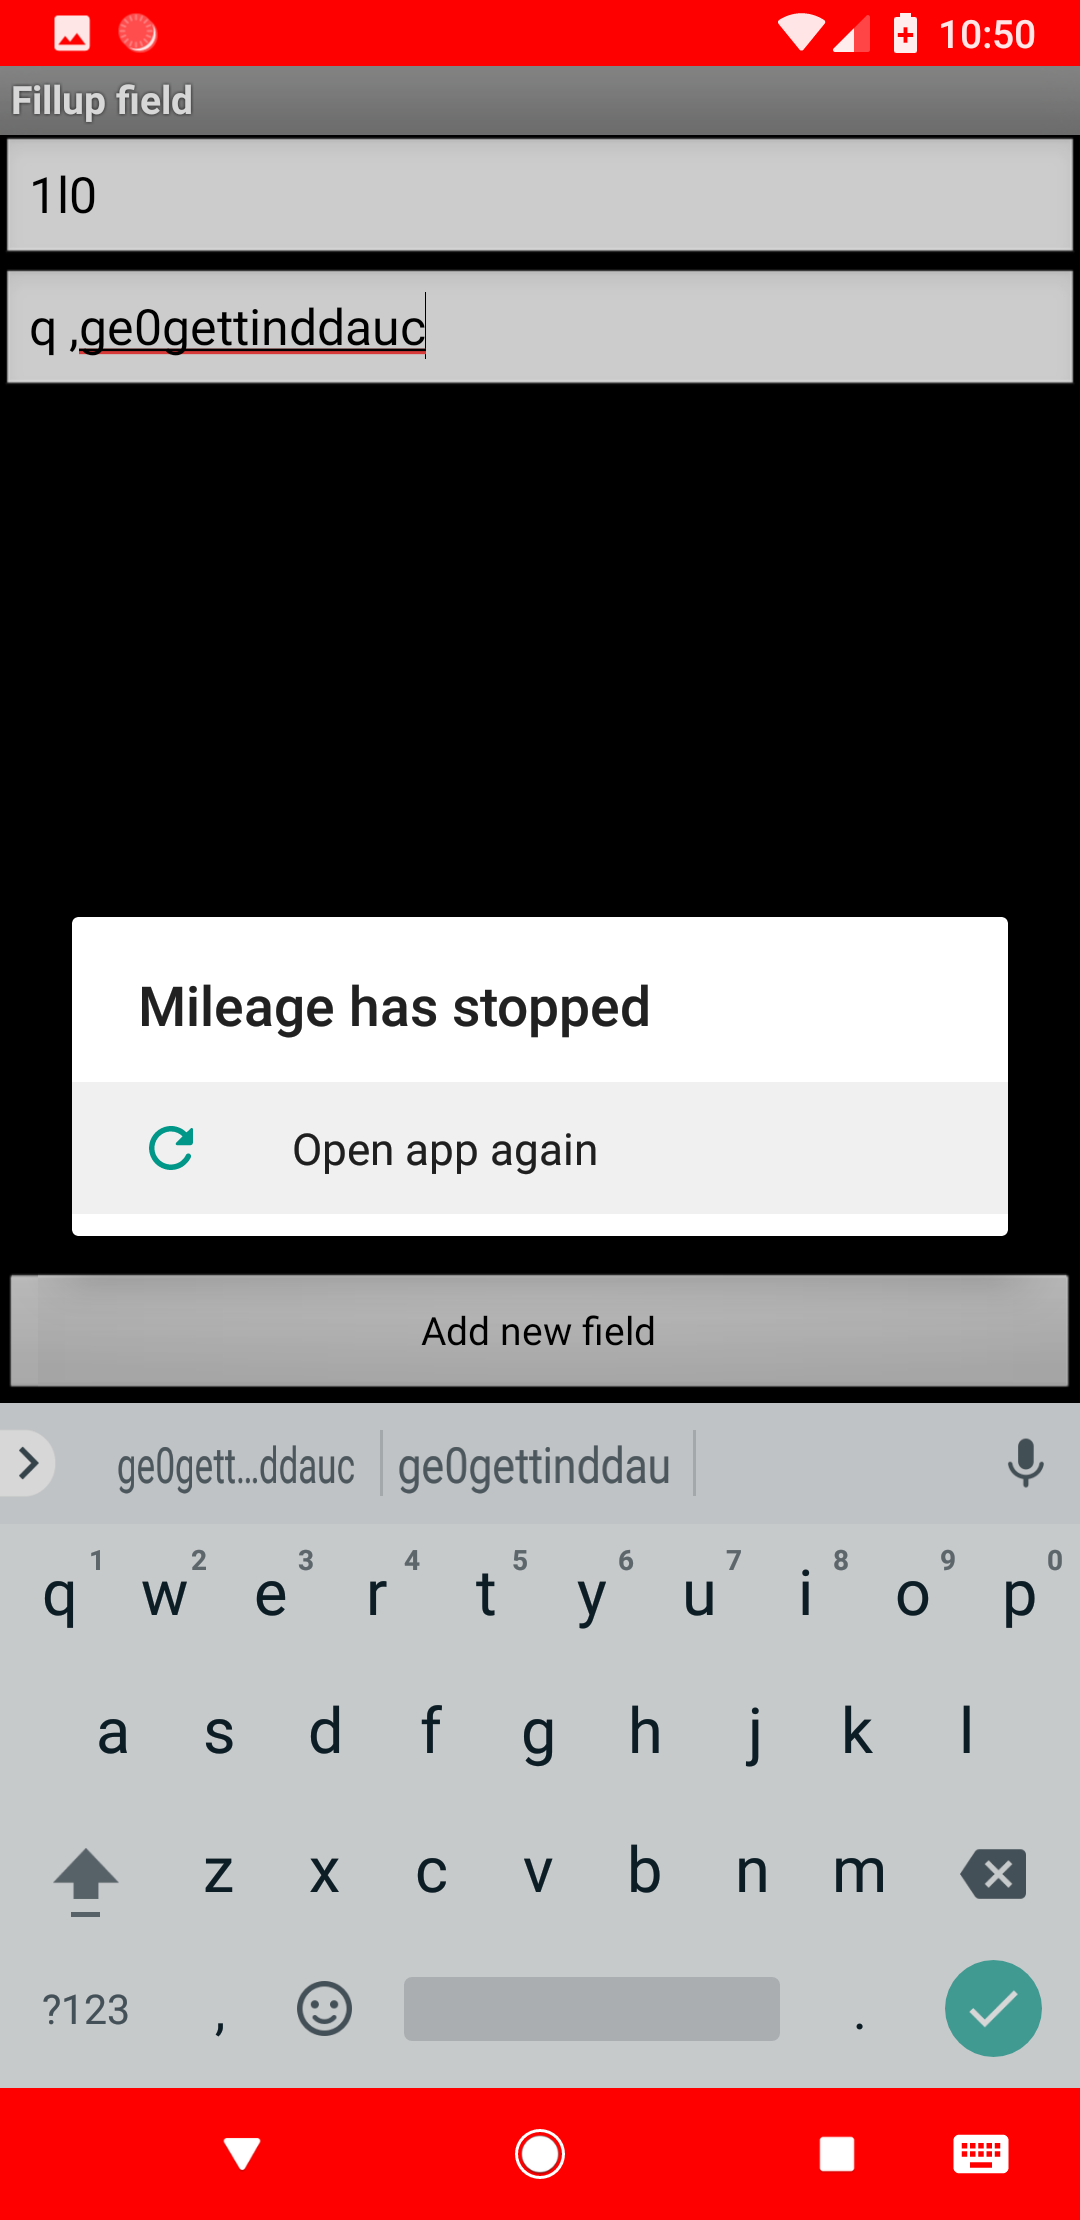 10:50
Fillup field
1l0
q ,ge0gettinddauc
Mileage has stopped
Open app again
Add new field
ge0gett...ddauc ge0gettinddau
1 2 3 4 5 6 7 8 9 0
q w e r t y u i o p
a s d f g h j k l
z x c v b n m
?123 , .